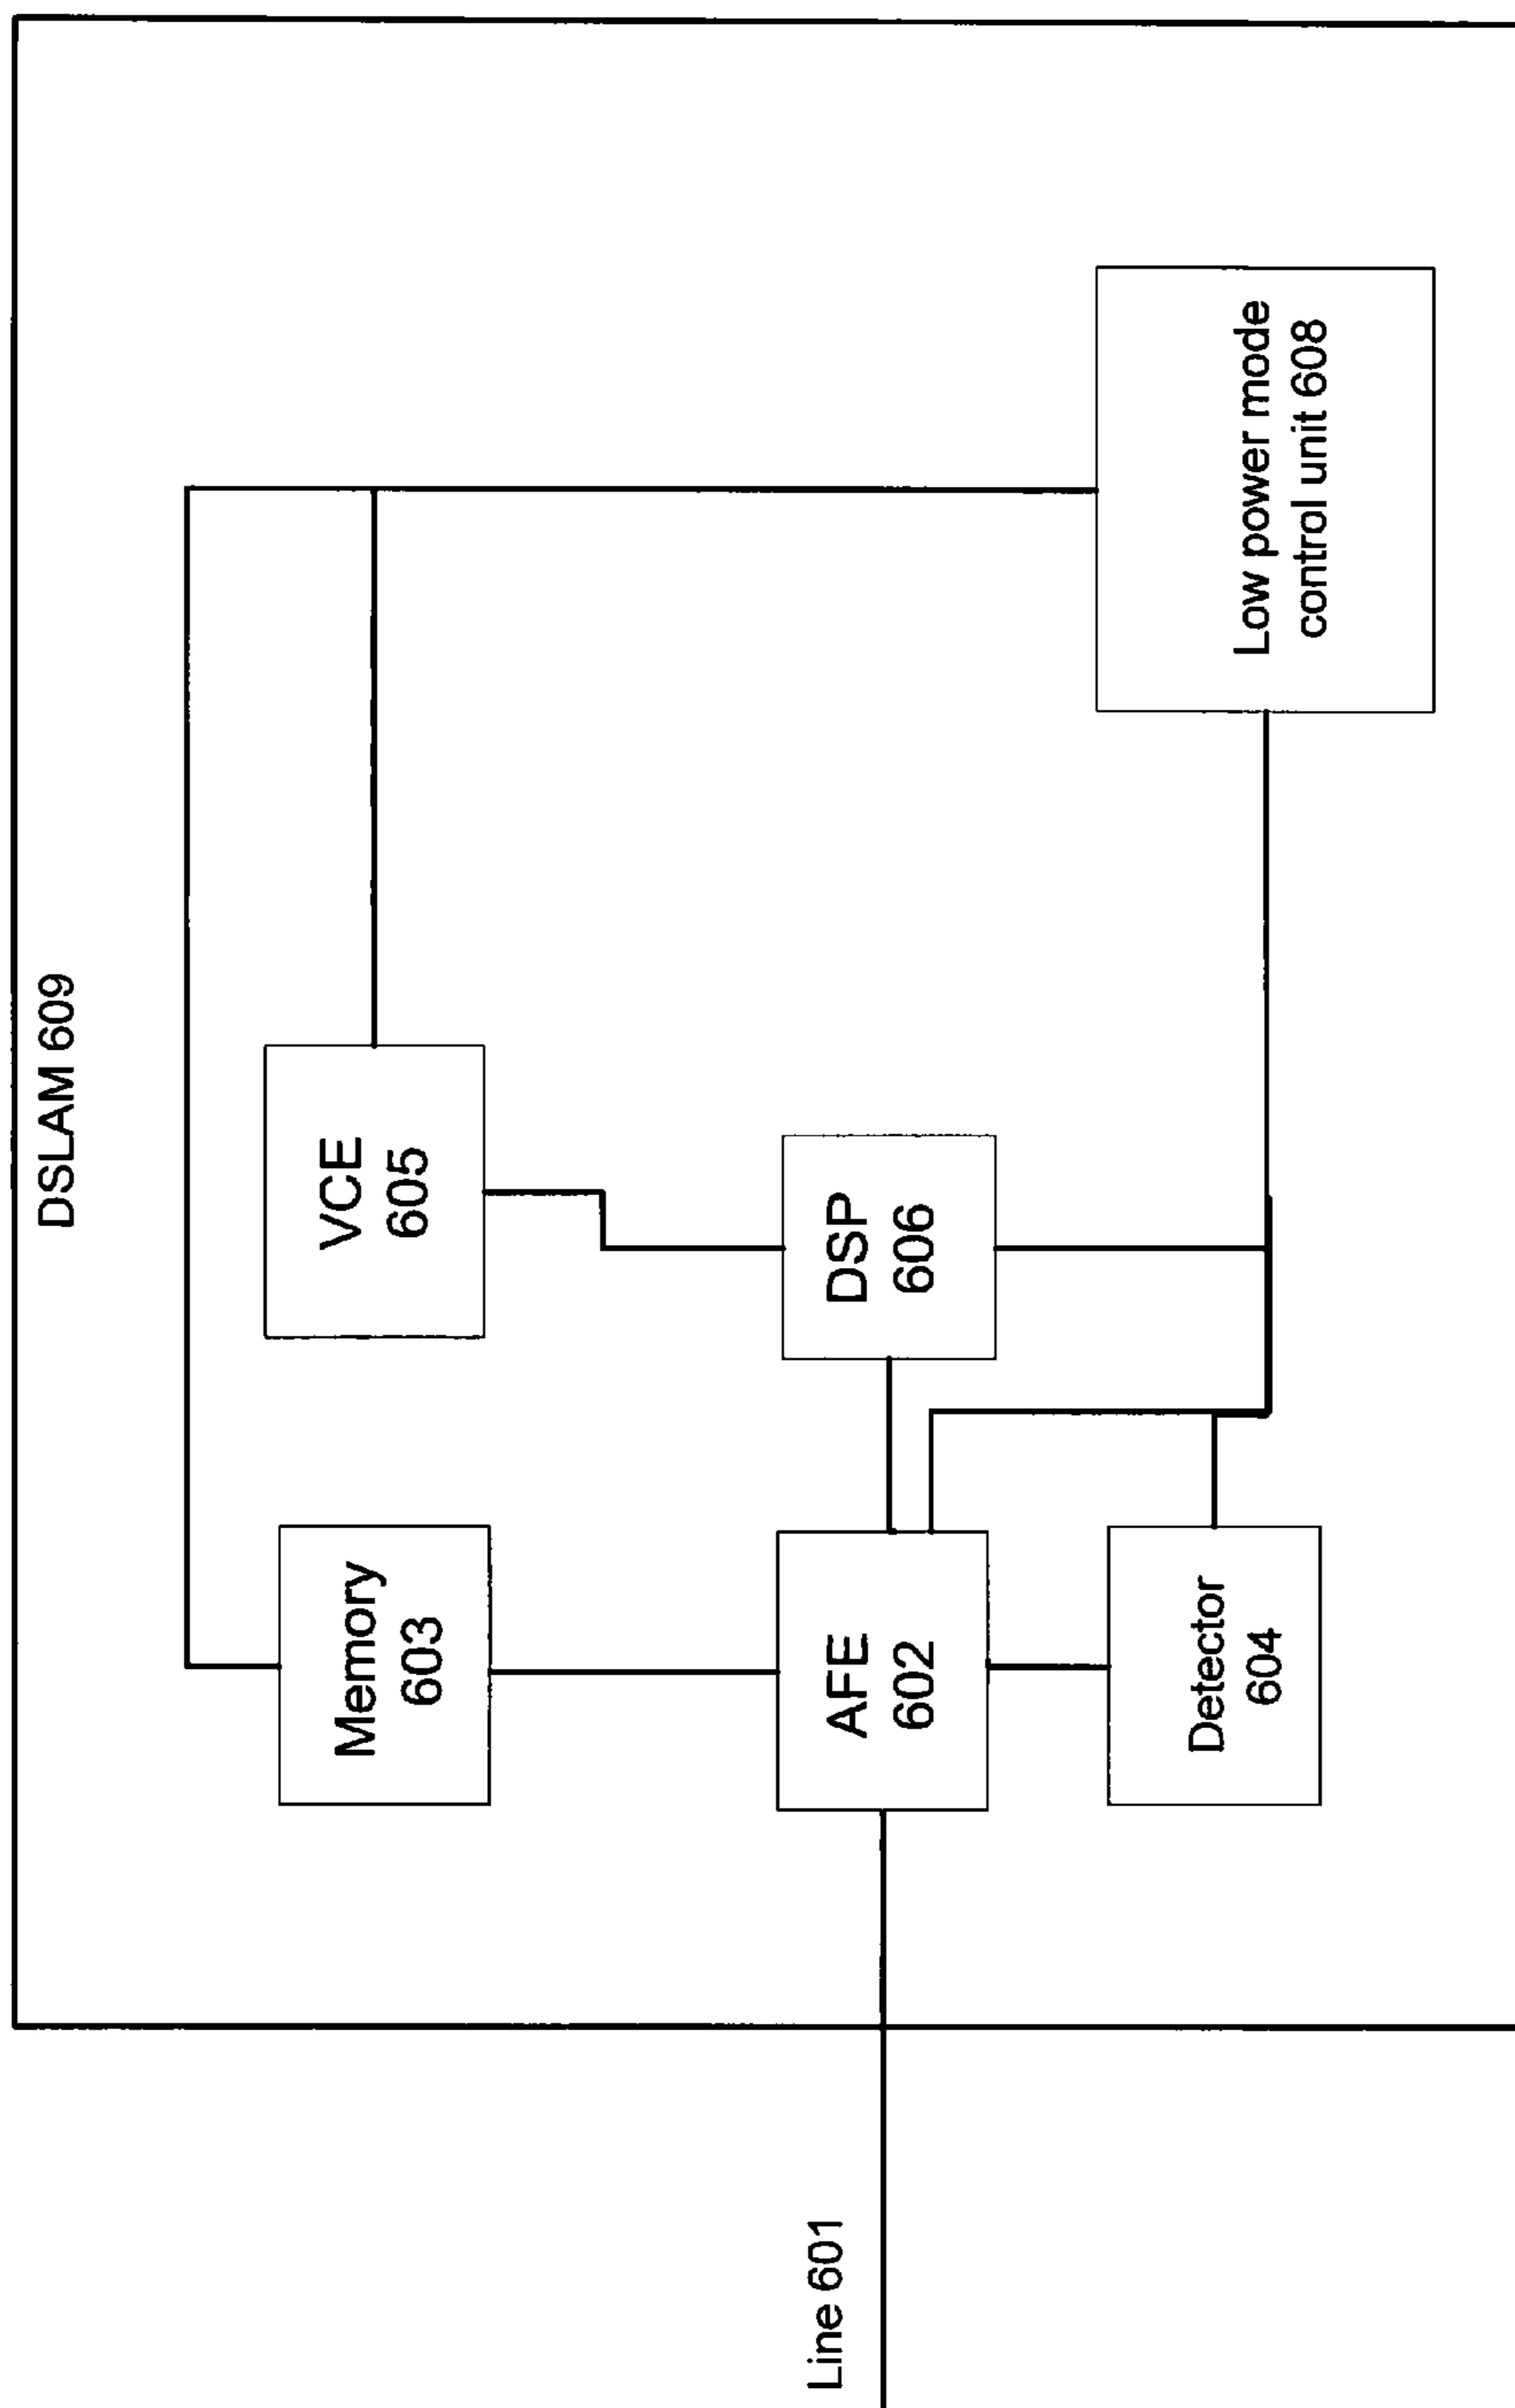 DSLAM 609
Memory
603
VCE
605
Line 601
AFE
602
DSP
606
Detector
604
Low power mode
control unit 608